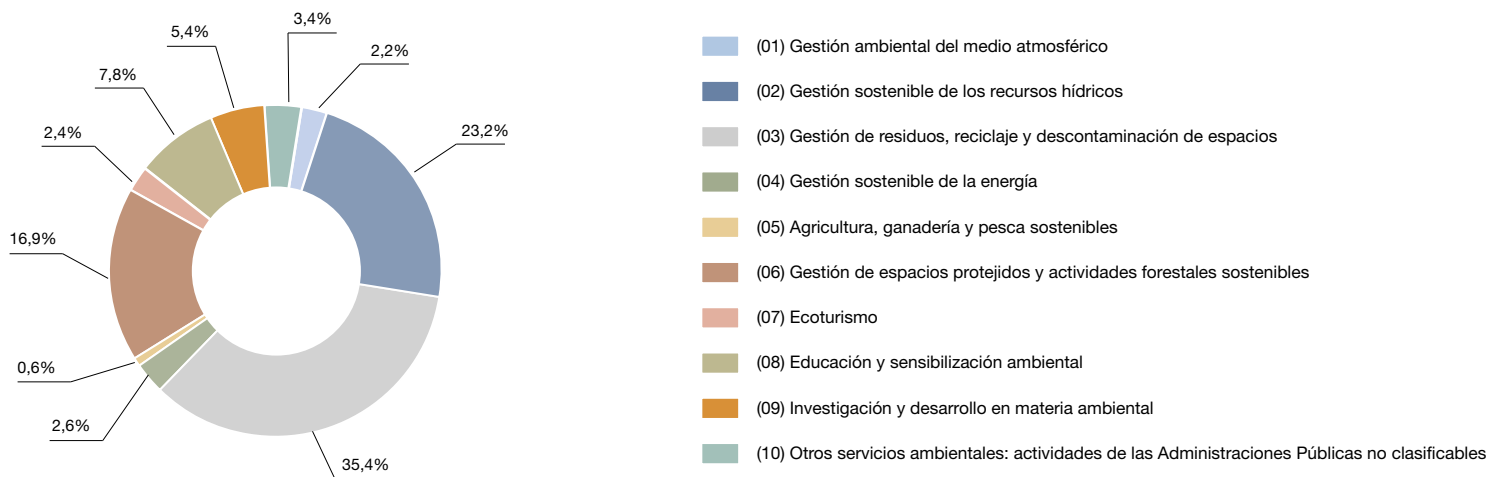 3,4%
5,4%
2,2%
7,8%
23,2%
2,4%
16,9%
0,6%
2,6%
35,4%
(01) Gestión ambiental del medio atmosférico
(02) Gestión sostenible de los recursos hídricos
(03) Gestión de residuos, reciclaje y descontaminación de espacios
(04) Gestión sostenible de la energía
(05) Agricultura, ganadería y pesca sostenibles
(06) Gestión de espacios protejidos y actividades forestales sostenibles
(07) Ecoturismo
(08) Educación y sensibilización ambiental
(09) Investigación y desarrollo en materia ambiental
(10) Otros servicios ambientales: actividades de las Administraciones Públicas no clasificables